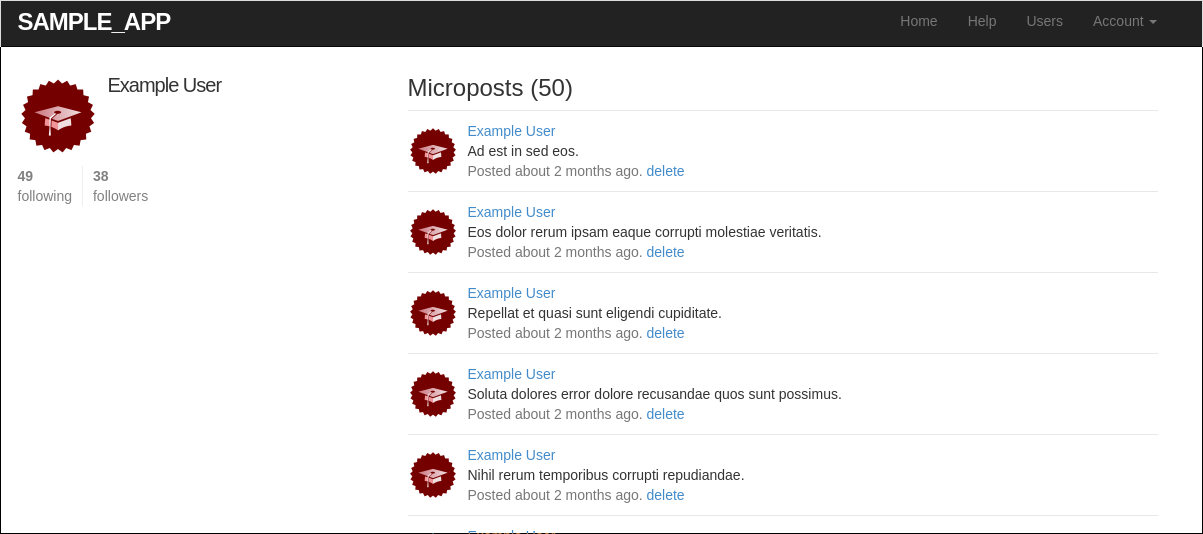 SAMPLE_APP
Home Help Users Account
Example User
49 38
following followers
Microposts (50)
Example User
Ad est in sed eos.
Posted about 2 months ago. delete
Example User
Eos dolor rerum ipsam eaque corrupti molestiae veritatis.
Posted about 2 months ago. delete
Example User
Repellat et quasi sunt eligendi cupiditate.
Posted about 2 months ago. delete
Example User
Soluta dolores error dolore recusandae quos sunt possimus.
Posted about 2 months ago. delete
Example User
Nihil rerum temporibus corrupti repudiandae.
Posted about 2 months ago. delete